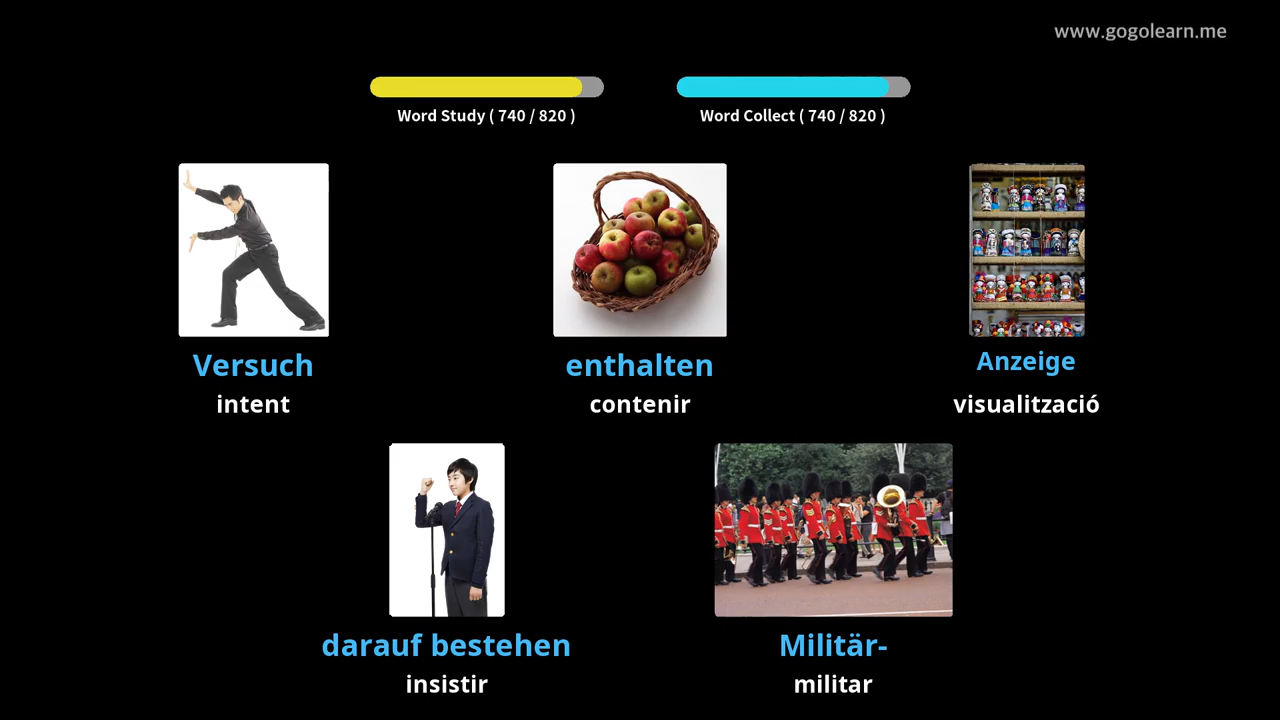 www.gogolearn.me
Word Study ( 740 / 820 )
Word Collect ( 740 / 820 )
Versuch
intent
enthalten
contenir
Anzeige
visualització
darauf bestehen
insistir
Militär-
militar